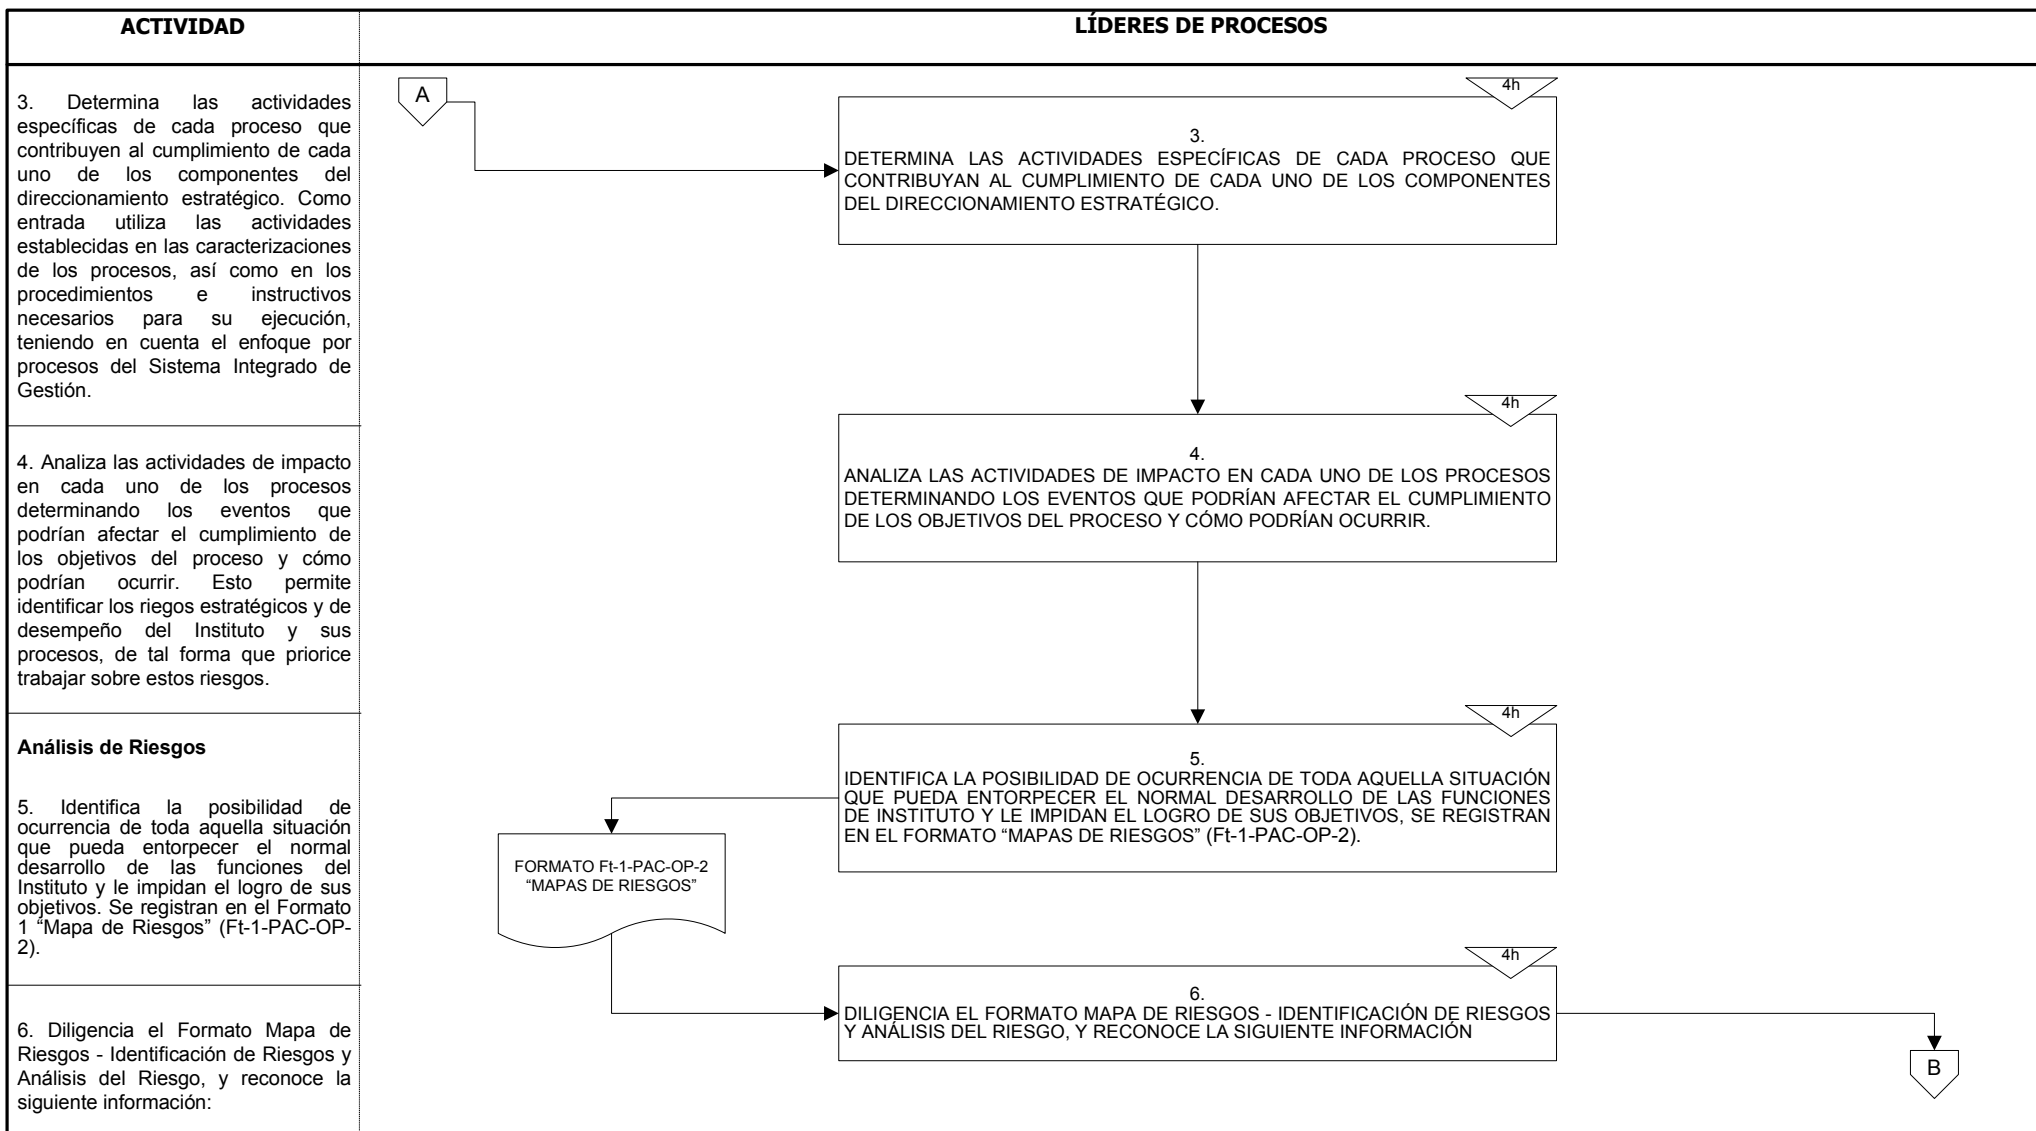 ACTIVIDAD
LÍDERES DE PROCESOS
3. Determina las actividades
específicas de cada proceso que
contribuyen al cumplimiento de cada
uno de los componentes del
direccionamiento estratégico. Como
entrada utiliza las actividades
establecidas en las caracterizaciones
de los procesos, así como en los
procedimientos e instructivos
necesarios para su ejecución,
teniendo en cuenta el enfoque por
procesos del Sistema Integrado de
Gestión.
A
4h
3.
DETERMINA LAS ACTIVIDADES ESPECÍFICAS DE CADA PROCESO QUE
CONTRIBUYAN AL CUMPLIMIENTO DE CADA UNO DE LOS COMPONENTES
DEL DIRECCIONAMIENTO ESTRATÉGICO.
4. Analiza las actividades de impacto
en cada uno de los procesos
determinando los eventos que
podrían afectar el cumplimiento de
los objetivos del proceso y cómo
podrían ocurrir. Esto permite
identificar los riegos estratégicos y de
desempeño del Instituto y sus
procesos, de tal forma que priorice
trabajar sobre estos riesgos.
4h
4.
ANALIZA LAS ACTIVIDADES DE IMPACTO EN CADA UNO DE LOS PROCESOS
DETERMINANDO LOS EVENTOS QUE PODRÍAN AFECTAR EL CUMPLIMIENTO
DE LOS OBJETIVOS DEL PROCESO Y CÓMO PODRÍAN OCURRIR.
Análisis de Riesgos
5. Identifica la posibilidad de
ocurrencia de toda aquella situación
que pueda entorpecer el normal
desarrollo de las funciones del
Instituto y le impidan el logro de sus
objetivos. Se registran en el Formato
1 “Mapa de Riesgos” (Ft-1-PAC-OP-
2).
4h
5.
IDENTIFICA LA POSIBILIDAD DE OCURRENCIA DE TODA AQUELLA SITUACIÓN
QUE PUEDA ENTORPECER EL NORMAL DESARROLLO DE LAS FUNCIONES
DE INSTITUTO Y LE IMPIDAN EL LOGRO DE SUS OBJETIVOS, SE REGISTRAN
EN EL FORMATO “MAPAS DE RIESGOS” (Ft-1-PAC-OP-2).
FORMATO Ft-1-PAC-OP-2
“MAPAS DE RIESGOS”
6. Diligencia el Formato Mapa de
Riesgos - Identificación de Riesgos y
Análisis del Riesgo, y reconoce la
siguiente información:
4h
6.
DILIGENCIA EL FORMATO MAPA DE RIESGOS - IDENTIFICACIÓN DE RIESGOS
Y ANÁLISIS DEL RIESGO, Y RECONOCE LA SIGUIENTE INFORMACIÓN
B